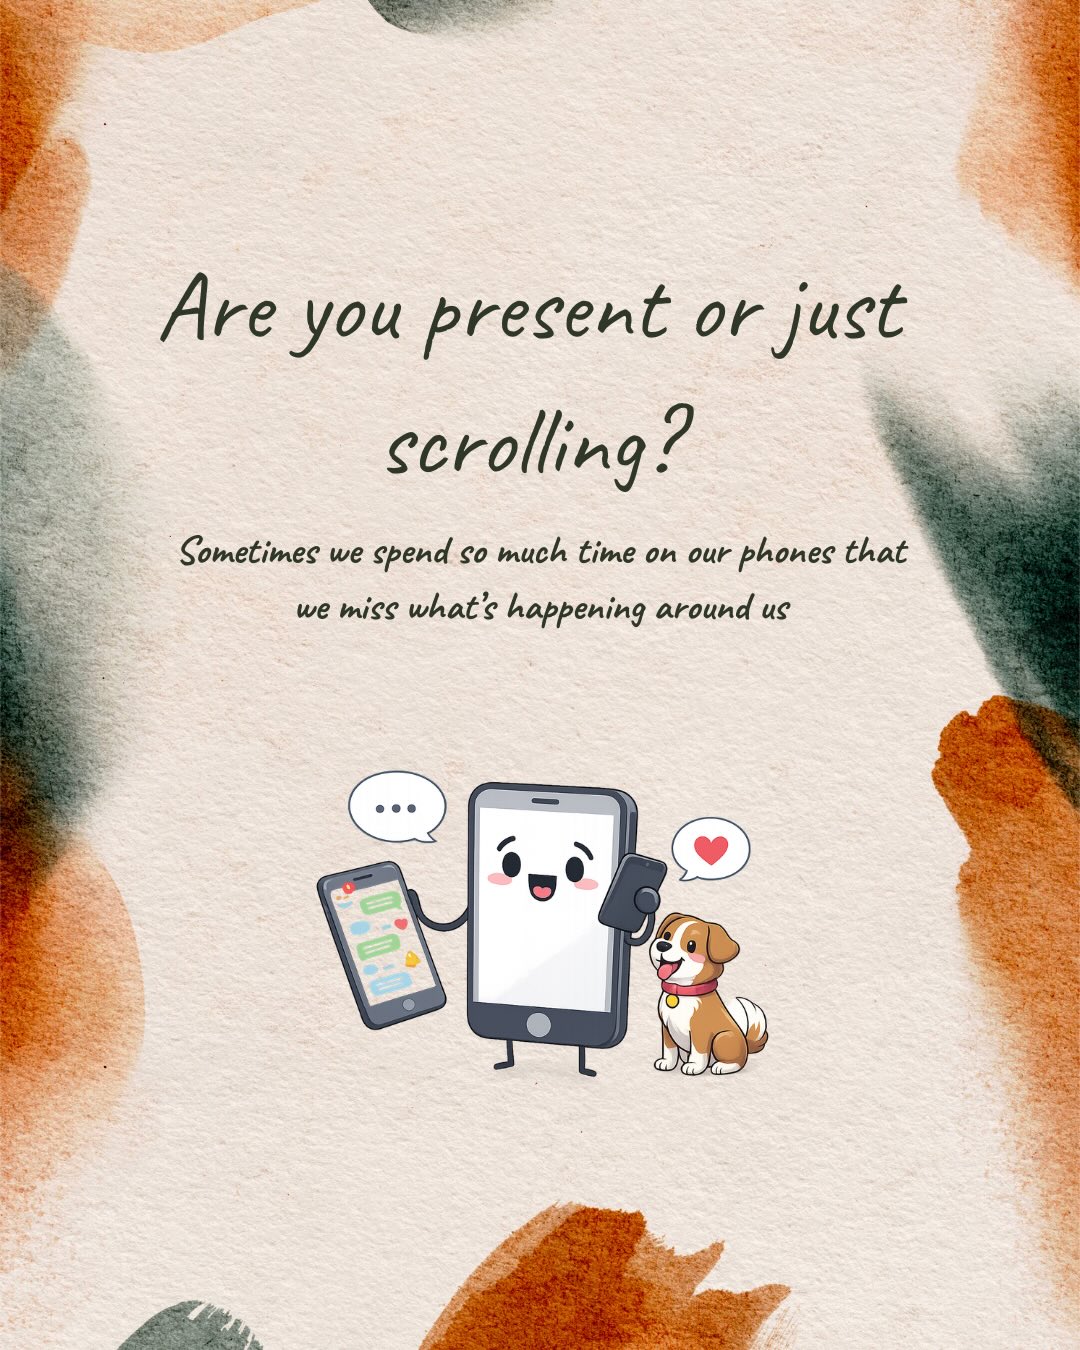 Are you present or just
scrolling?
Sometimes we spend so much time on our phones that
we miss what's happening around us